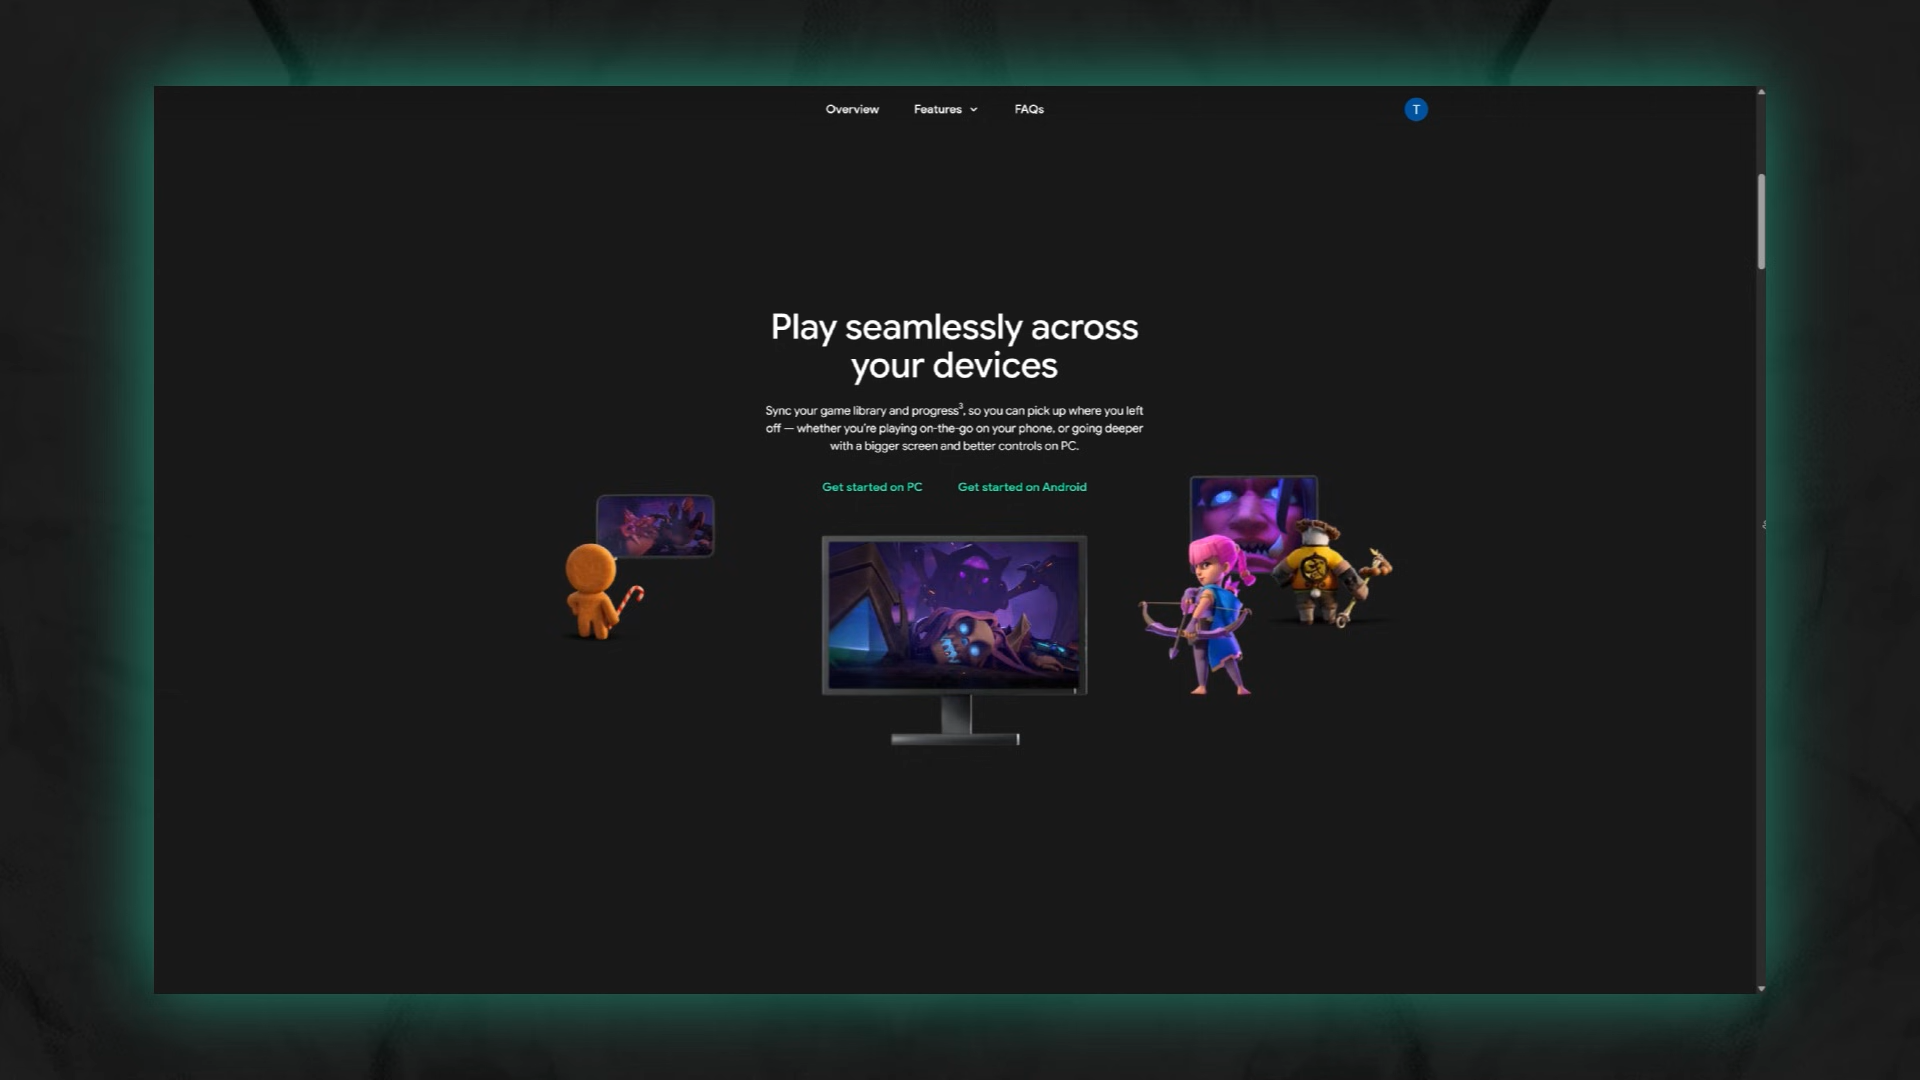 Overview Features FAQs T
Play seamlessly across
your devices
Sync your game library and progress³, so you can pick up where you left
off — whether you're playing on-the-go on your phone, or going deeper
with a bigger screen and better controls on PC.
Get started on PC Get started on Android